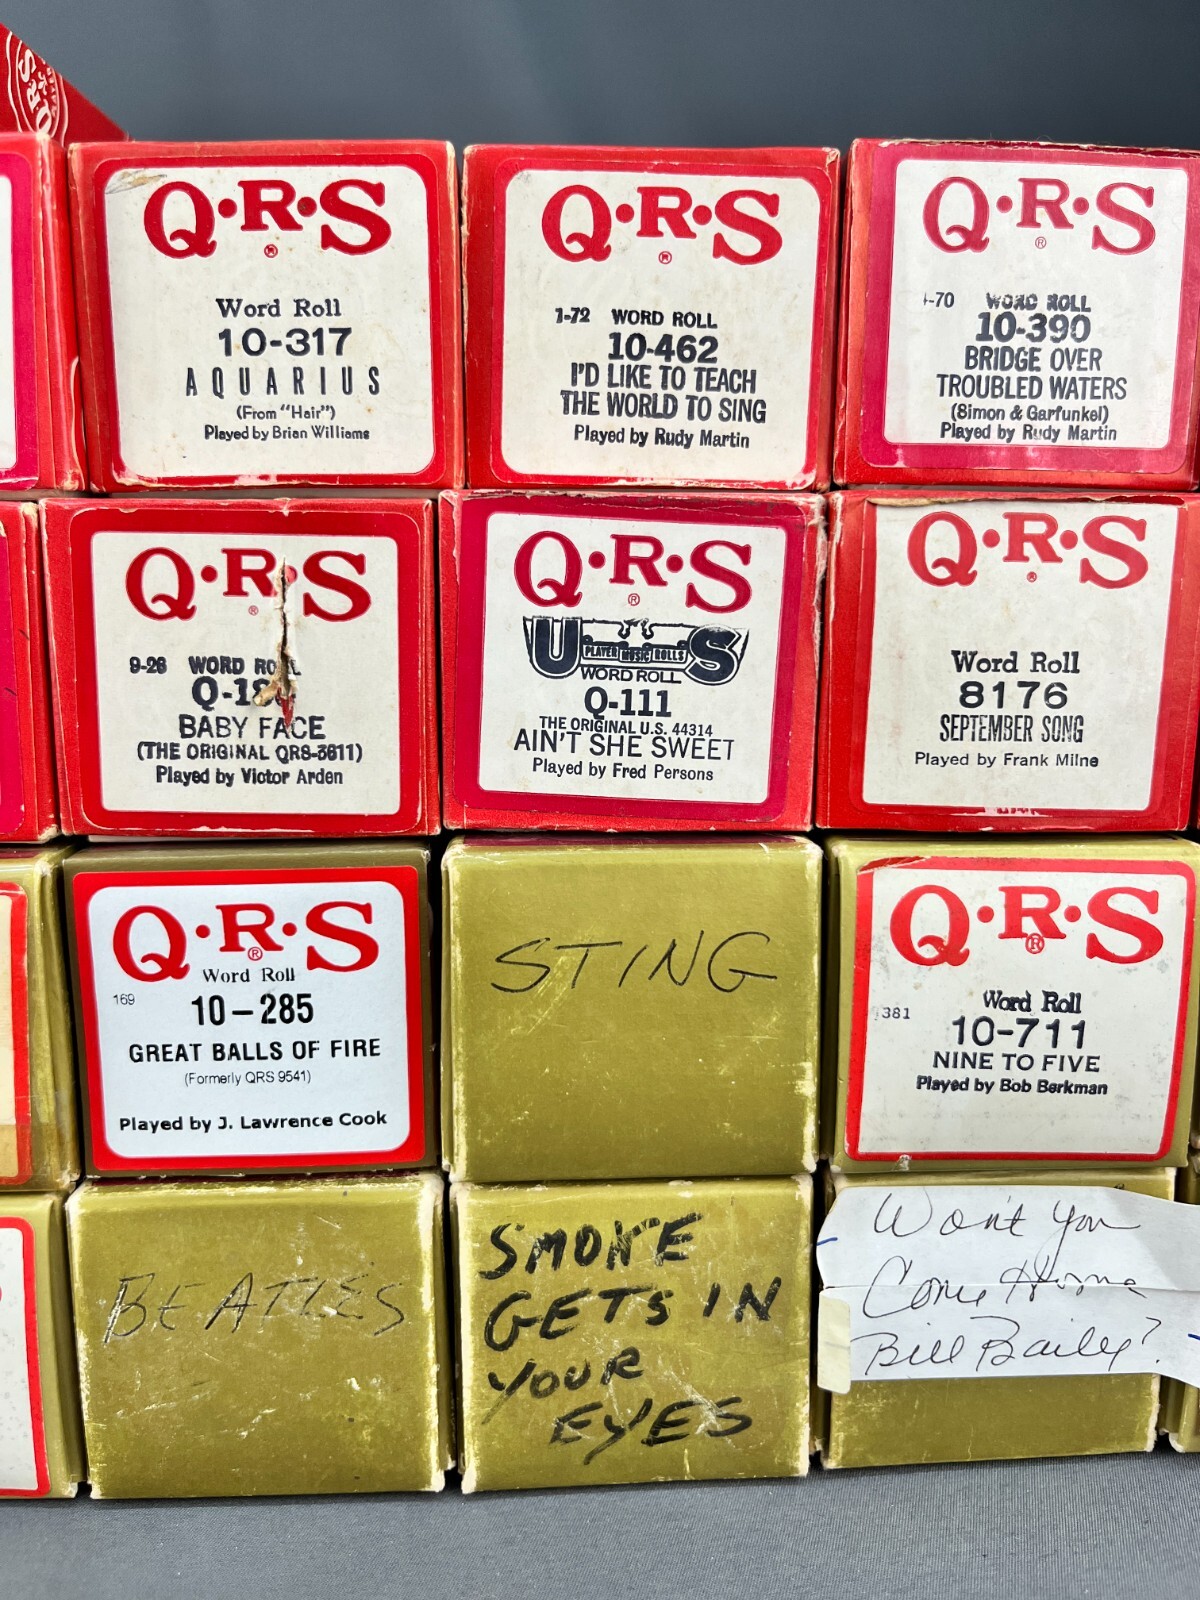 QRS
Q·R·S
®
Word Roll
10-317
AQUARIUS
(From "Hair")
Played by Brian Williams
Q·R·S
®
1-72 WORD ROLL
10-462
I'D LIKE TO TEACH
THE WORLD TO SING
Played by Rudy Martin
Q·R·S
®
-70 WORD ROLL
10-390
BRIDGE OVER
TROUBLED WATERS
(Simon & Garfunkel)
Played by Rudy Martin
Q·R·S
®
9-26 WORD ROLL
BABY FACE
(THE ORIGINAL QRS-3611)
Played by Victor Arden
Q·R·S
®
U S
PLAYER MUSIC ROLLS
WORD ROLL
Q-111
THE ORIGINAL U.S. 44314
AIN'T SHE SWEET
Played by Fred Persons
Q·R·S
®
Word Roll
8176
SEPTEMBER SONG
Played by Frank Milne
Q·R·S
®
Word Roll
169
10-285
GREAT BALLS OF FIRE
(Formerly QRS 9541)
Played by J. Lawrence Cook
STING
Q·R·S
®
Word Roll
381
10-711
NINE TO FIVE
Played by Bob Berkman
BEATLES
SMOKE
GETS IN
YOUR
EYES
Won't You
Come Home
Bill Bailey?